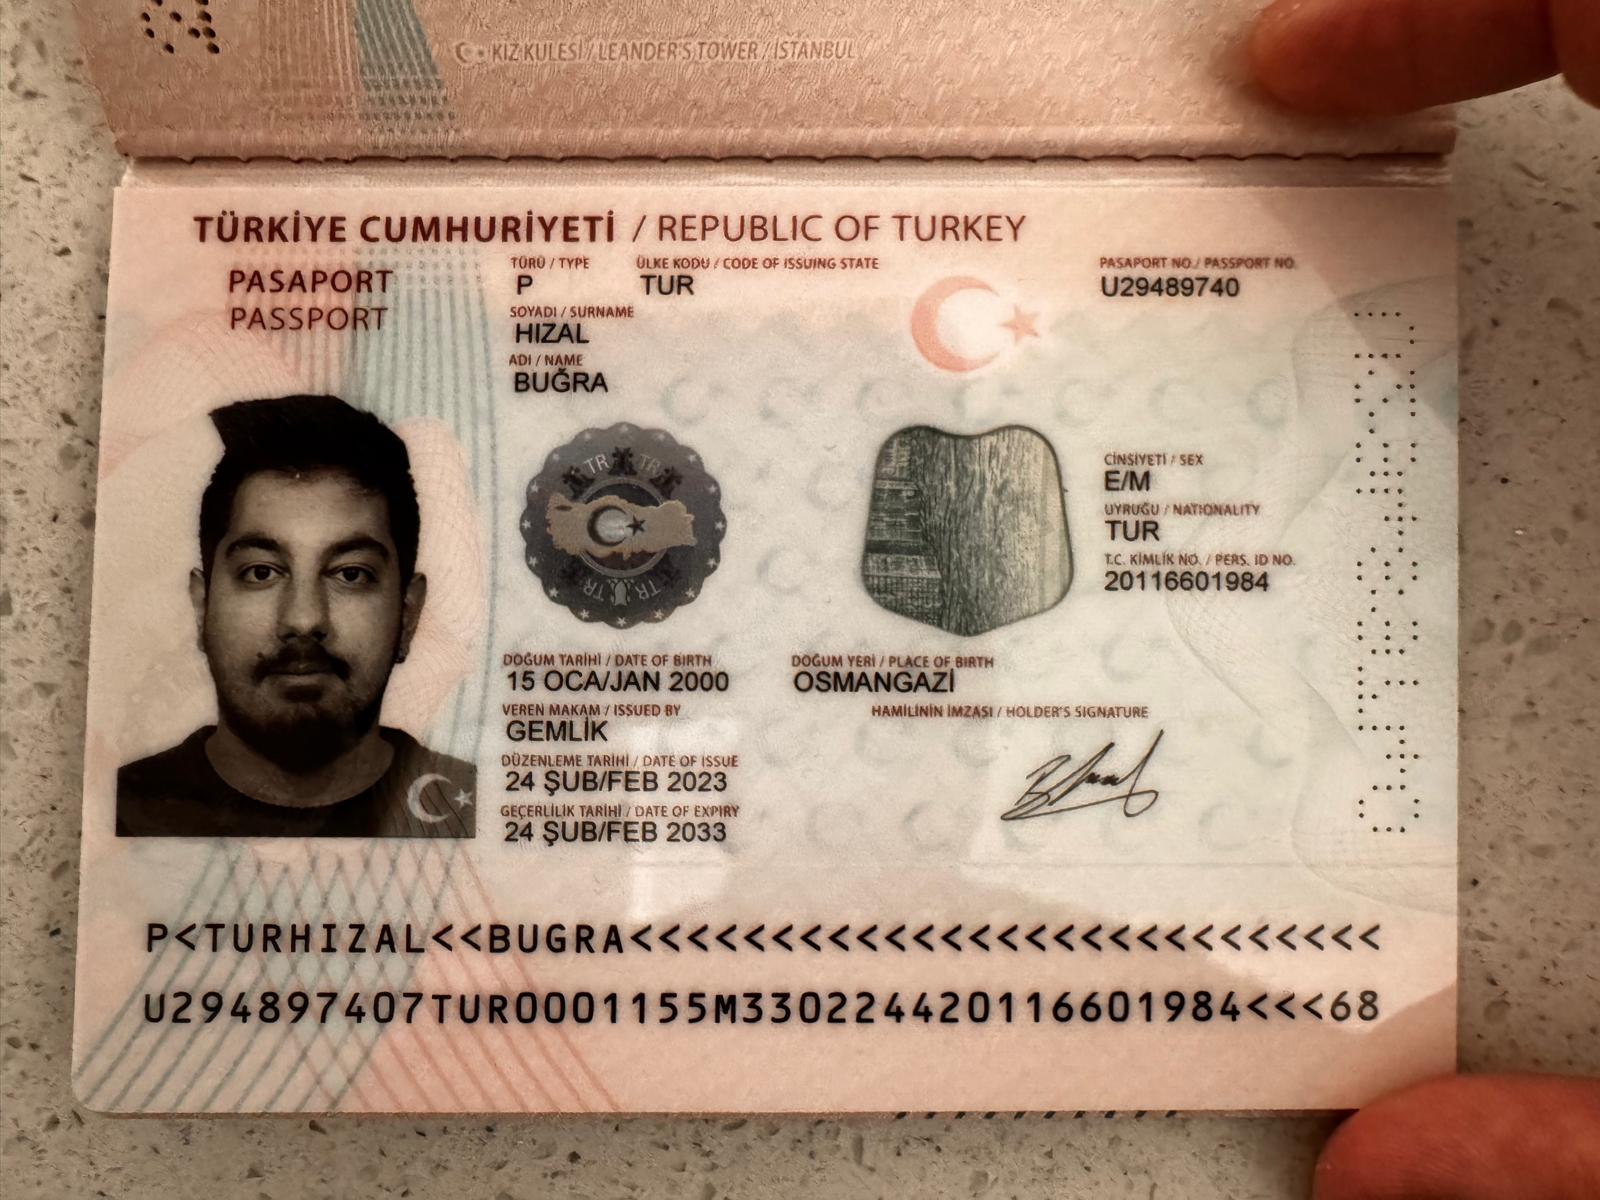 KIZ KULESİ / LEANDER'S TOWER / İSTANBUL
TÜRKİYE CUMHURİYETİ / REPUBLIC OF TURKEY
PASAPORT
PASSPORT
TÜRÜ / TYPE
P
ÜLKE KODU / CODE OF ISSUING STATE
TUR
PASAPORT NO / PASSPORT NO.
U29489740
SOYADI / SURNAME
HIZAL
ADI / NAME
BUĞRA
TR TR
TR TR
CİNSİYETİ / SEX
E/M
UYRUĞU / NATIONALITY
TUR
T.C. KİMLİK NO. / PERS. ID NO.
20116601984
DOĞUM TARİHİ / DATE OF BIRTH
15 OCA/JAN 2000
DOĞUM YERİ / PLACE OF BIRTH
OSMANGAZİ
VEREN MAKAM / ISSUED BY
GEMLİK
HAMİLİNİN İMZASI / HOLDER'S SIGNATURE
DÜZENLEME TARİHİ / DATE OF ISSUE
24 ŞUB/FEB 2023
GEÇERLİLİK TARİHİ / DATE OF EXPIRY
24 ŞUB/FEB 2033
P<TURHIZAL<<BUGRA<<<<<<<<<<<<<<<<<<<<<<<<<<<
U294897407TUR0001155M330224420116601984<<<68